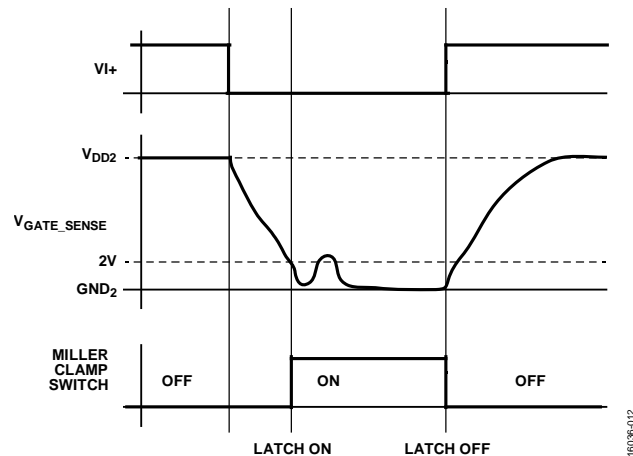 VI+
VDD2
VGATE_SENSE
2V
GND2
MILLER
CLAMP
SWITCH
OFF
ON
OFF
LATCH ON
LATCH OFF
16036-012